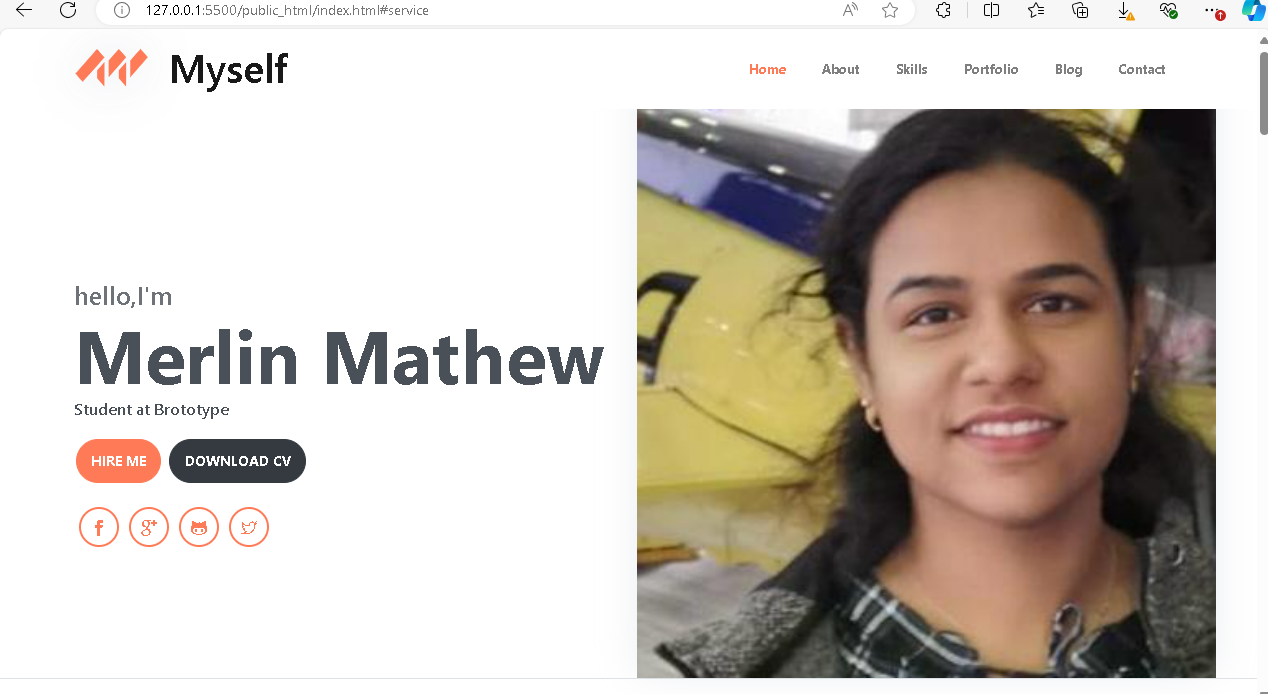 127.0.0.1:5500/public_html/index.html#service
Myself
Home About Skills Portfolio Blog Contact
hello,I'm
Merlin Mathew
Student at Brototype
HIRE ME DOWNLOAD CV